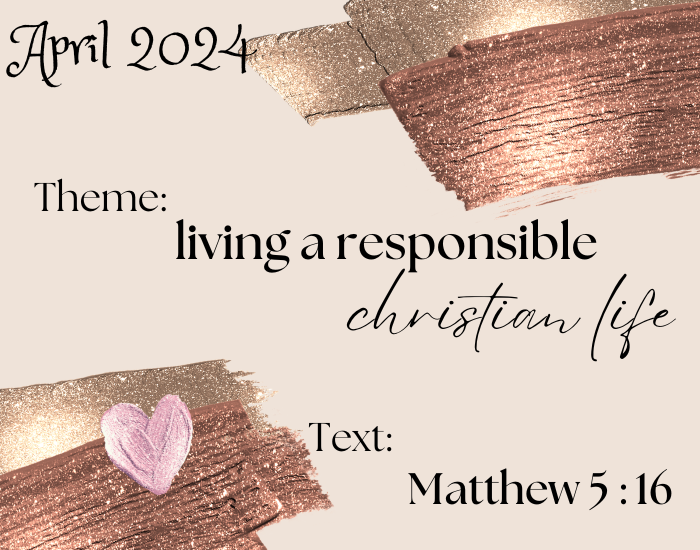 April 2024
Theme:
living a responsible
christian life
Text:
Matthew 5 : 16